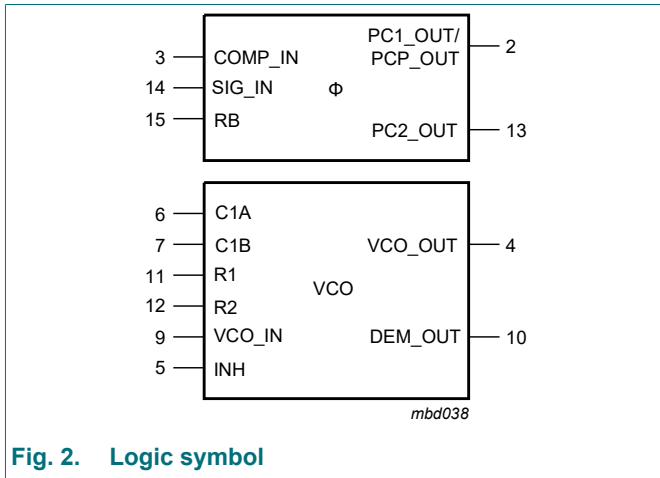 PC1_OUT/
PCP_OUT 2
3 COMP_IN
14 SIG_IN Φ
15 RB
PC2_OUT 13
6 C1A
7 C1B VCO_OUT 4
11 R1
VCO
12 R2
9 VCO_IN DEM_OUT 10
5 INH
mbd038
Fig. 2. Logic symbol